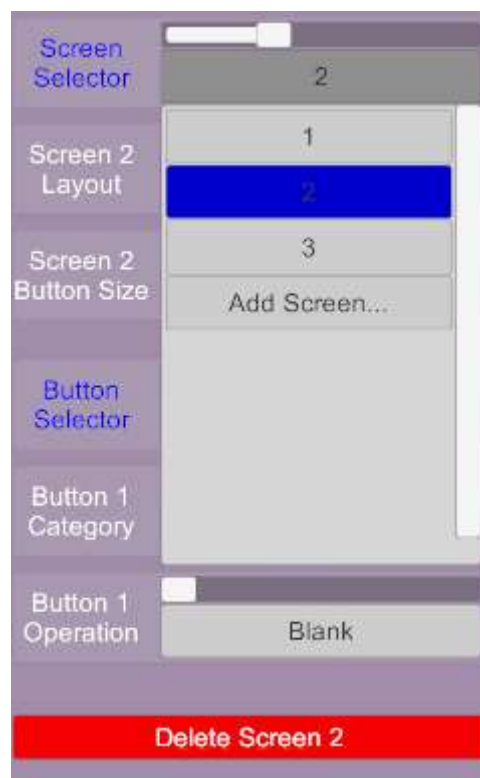 Screen
Selector
2
1
2
3
Add Screen...
Screen 2
Layout
Screen 2
Button Size
Button
Selector
Button 1
Category
Button 1
Operation
Blank
Delete Screen 2